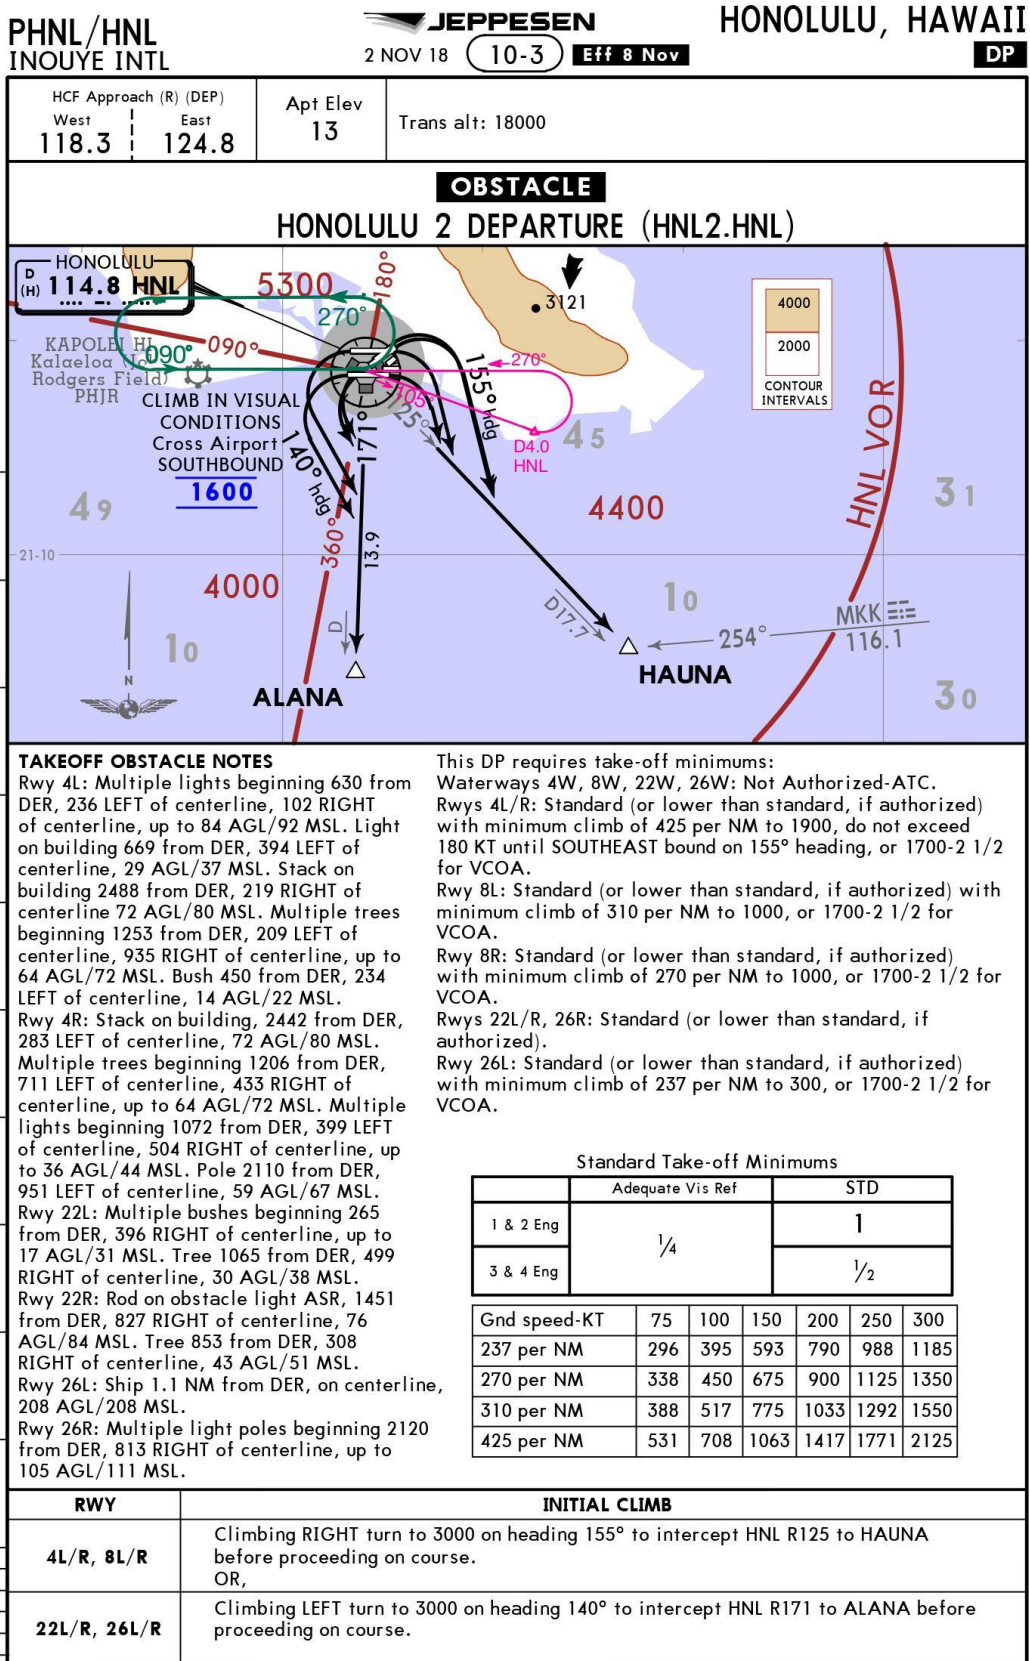 PHNL/HNL
INOUYE INTL
JEPPESEN
2 NOV 18 10-3 Eff 8 Nov
HONOLULU, HAWAII
DP
HCF Approach (R) (DEP)
West East
118.3 124.8
Apt Elev
13
Trans alt: 18000
OBSTACLE
HONOLULU 2 DEPARTURE (HNL2.HNL)
HONOLULU
D
(H) 114.8 HNL
5300
180°
270°
3121
4000
2000
CONTOUR
INTERVALS
090°
090°
270°
105°
155° hdg
125°
KAPOLEI HI
Rodgers Field)
PHJR
CLIMB IN VISUAL
CONDITIONS
Cross Airport
SOUTHBOUND
1600
140° hdg
171°
D4.0
HNL
45
49
4400
31
HNL VOR
21-10
360°
13.9
4000
D
D17.7
10
10
MKK
116.1
254°
HAUNA
ALANA
30
N
TAKEOFF OBSTACLE NOTES
Rwy 4L: Multiple lights beginning 630 from
DER, 236 LEFT of centerline, 102 RIGHT
of centerline, up to 84 AGL/92 MSL. Light
on building 669 from DER, 394 LEFT of
centerline, 29 AGL/37 MSL. Stack on
building 2488 from DER, 219 RIGHT of
centerline 72 AGL/80 MSL. Multiple trees
beginning 1253 from DER, 209 LEFT of
centerline, 935 RIGHT of centerline, up to
64 AGL/72 MSL. Bush 450 from DER, 234
LEFT of centerline, 14 AGL/22 MSL.
Rwy 4R: Stack on building, 2442 from DER,
283 LEFT of centerline, 72 AGL/80 MSL.
Multiple trees beginning 1206 from DER,
711 LEFT of centerline, 433 RIGHT of
centerline, up to 64 AGL/72 MSL. Multiple
lights beginning 1072 from DER, 399 LEFT
of centerline, 504 RIGHT of centerline, up
to 36 AGL/44 MSL. Pole 2110 from DER,
951 LEFT of centerline, 59 AGL/67 MSL.
Rwy 22L: Multiple bushes beginning 265
from DER, 396 RIGHT of centerline, up to
17 AGL/31 MSL. Tree 1065 from DER, 499
RIGHT of centerline, 30 AGL/38 MSL.
Rwy 22R: Rod on obstacle light ASR, 1451
from DER, 827 RIGHT of centerline, 76
AGL/84 MSL. Tree 853 from DER, 308
RIGHT of centerline, 43 AGL/51 MSL.
Rwy 26L: Ship 1.1 NM from DER, on centerline,
208 AGL/208 MSL.
Rwy 26R: Multiple light poles beginning 2120
from DER, 813 RIGHT of centerline, up to
105 AGL/111 MSL.
This DP requires take-off minimums:
Waterways 4W, 8W, 22W, 26W: Not Authorized-ATC.
Rwys 4L/R: Standard (or lower than standard, if authorized)
with minimum climb of 425 per NM to 1900, do not exceed
180 KT until SOUTHEAST bound on 155° heading, or 1700-2 1/2
for VCOA.
Rwy 8L: Standard (or lower than standard, if authorized) with
minimum climb of 310 per NM to 1000, or 1700-2 1/2 for
VCOA.
Rwy 8R: Standard (or lower than standard, if authorized)
with minimum climb of 270 per NM to 1000, or 1700-2 1/2 for
VCOA.
Rwys 22L/R, 26R: Standard (or lower than standard, if
authorized).
Rwy 26L: Standard (or lower than standard, if authorized)
with minimum climb of 237 per NM to 300, or 1700-2 1/2 for
VCOA.
Standard Take-off Minimums
Adequate Vis Ref STD
1 & 2 Eng 1/4 1
3 & 4 Eng 1/2
Gnd speed-KT 75 100 150 200 250 300
237 per NM 296 395 593 790 988 1185
270 per NM 338 450 675 900 1125 1350
310 per NM 388 517 775 1033 1292 1550
425 per NM 531 708 1063 1417 1771 2125
RWY INITIAL CLIMB
4L/R, 8L/R
Climbing RIGHT turn to 3000 on heading 155° to intercept HNL R125 to HAUNA
before proceeding on course.
OR,
22L/R, 26L/R
Climbing LEFT turn to 3000 on heading 140° to intercept HNL R171 to ALANA before
proceeding on course.